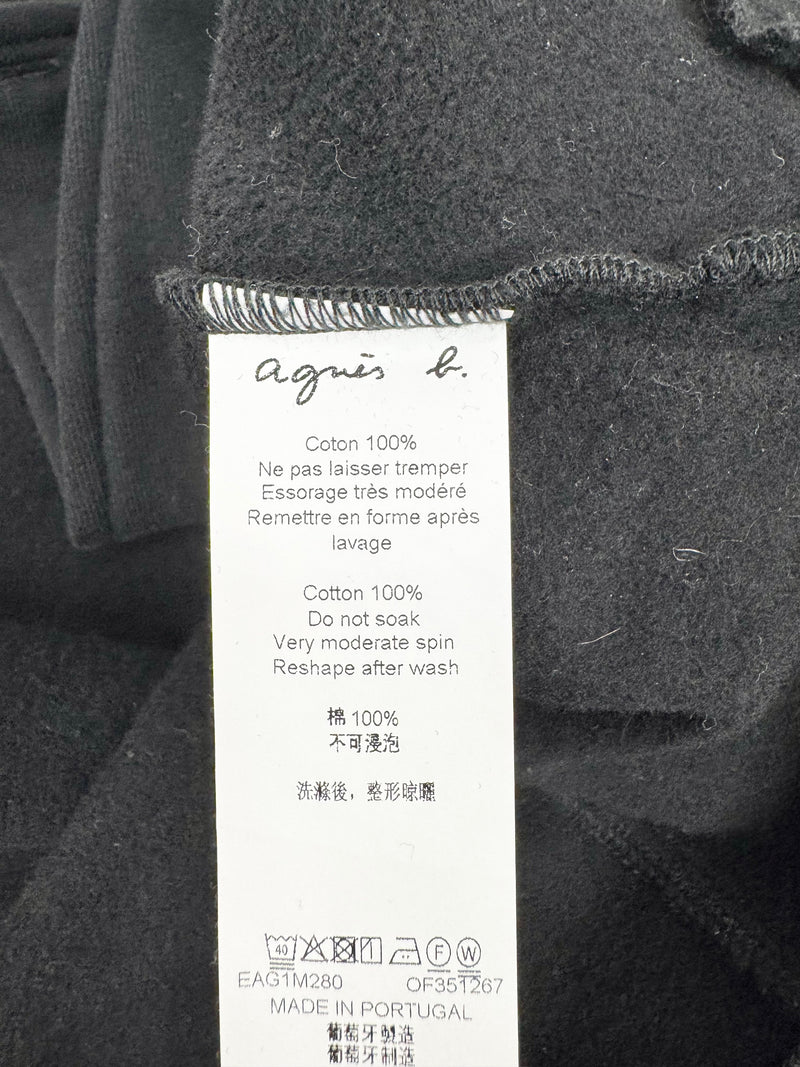 agnès b.
Coton 100%
Ne pas laisser tremper
Essorage très modéré
Remettre en forme après
lavage
Cotton 100%
Do not soak
Very moderate spin
Reshape after wash
棉 100%
不可浸泡
洗滌後，整形晾曬
40 F W
EAG1M280 OF351267
MADE IN PORTUGAL
葡萄牙製造
葡萄牙制造